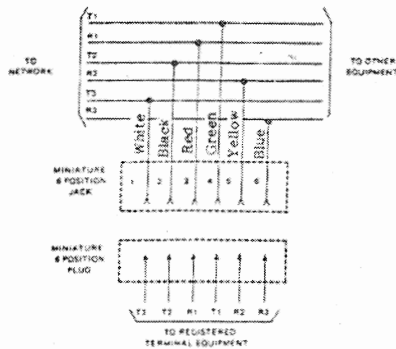 T1
R1
T2
R2
T3
R3
TO
NETWORK
TO OTHER
EQUIPMENT
White
Black
Red
Green
Yellow
Blue
MINIATURE
6 POSITION
JACK
1 2 3 4 5 6
MINIATURE
6 POSITION
PLUG
T3 T2 R1 T1 R2 R3
TO REGISTERED
TERMINAL EQUIPMENT